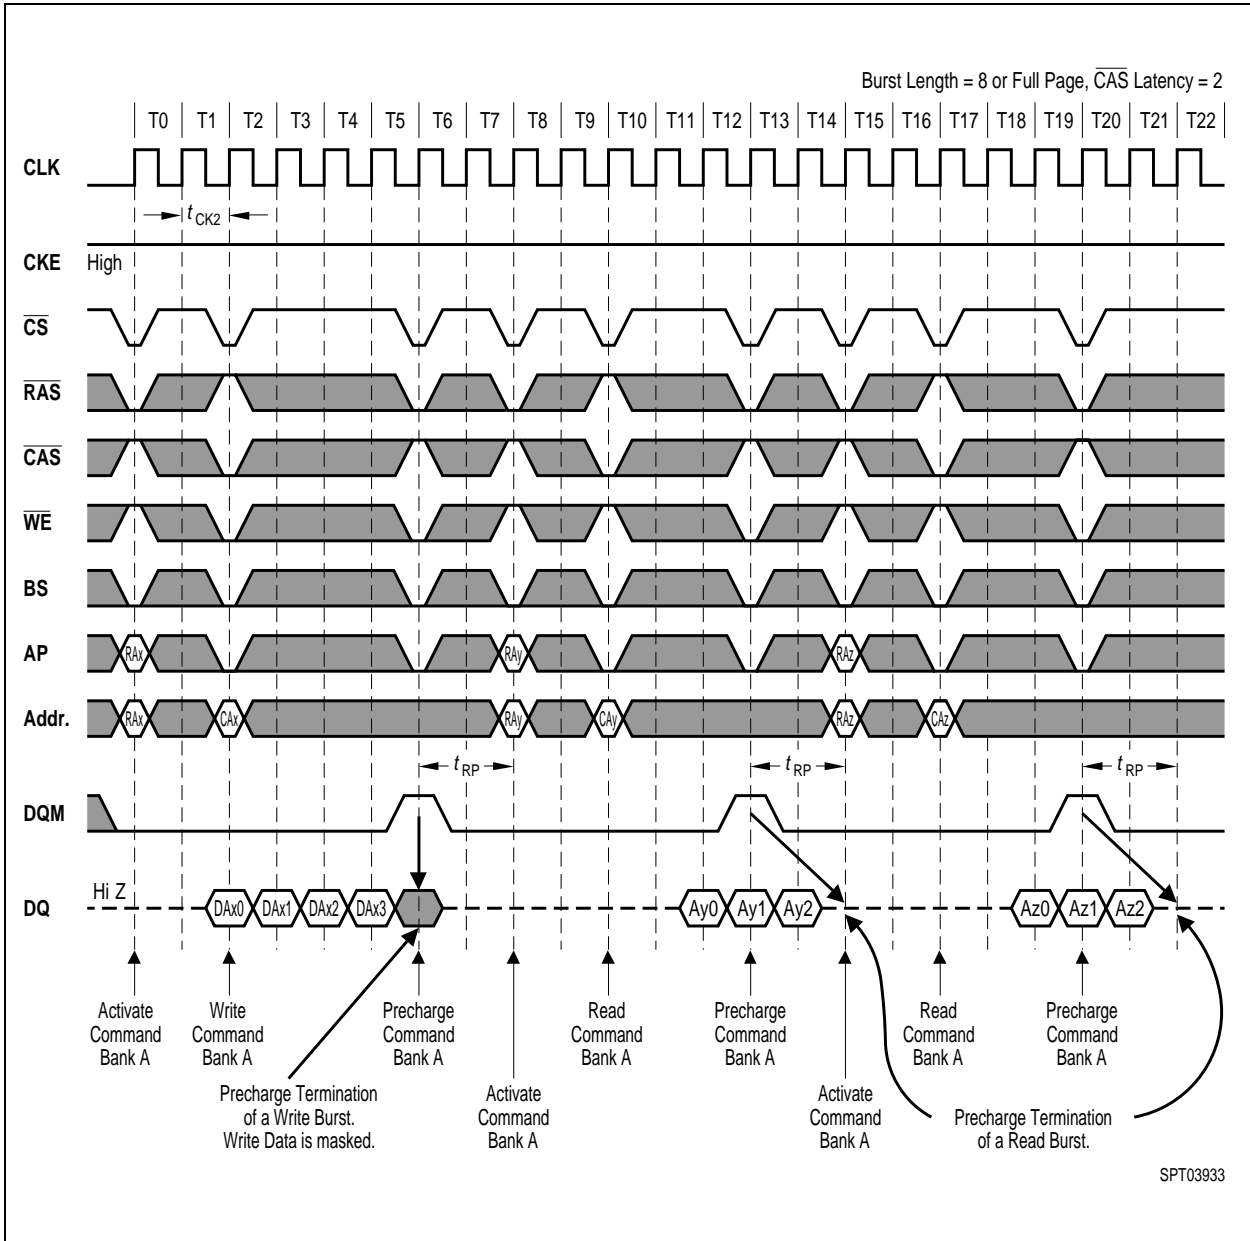 Burst Length = 8 or Full Page, CAS Latency = 2
T0 T1 T2 T3 T4 T5 T6 T7 T8 T9 T10 T11 T12 T13 T14 T15 T16 T17 T18 T19 T20 T21 T22
CLK
t CK2
CKE High
CS
RAS
CAS
WE
BS
AP RAx RAy RAz
Addr. RAx CAx RAy CAy RAz CAz
t RP t RP t RP
DQM
Hi Z
DQ DAx0 DAx1 DAx2 DAx3 Ay0 Ay1 Ay2 Az0 Az1 Az2
Activate Write Precharge Read Precharge Read Precharge
Command Command Command Command Command Command Command
Bank A Bank A Bank A Bank A Bank A Bank A Bank A
Precharge Termination
of a Write Burst.
Write Data is masked.
Activate
Command
Bank A
Activate
Command
Bank A
Precharge Termination
of a Read Burst.
SPT03933